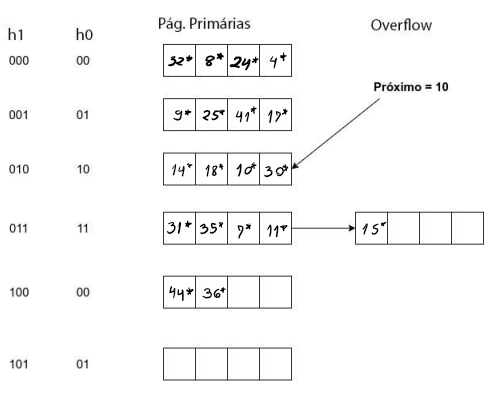 Pág. Primárias Overflow
h1 h0
000 00 32* 8* 24* 4*
Próximo = 10
001 01 9* 25* 41* 17*
010 10 14* 18* 10* 30*
011 11 31* 35* 7* 11* 15*
100 00 44* 36*
101 01